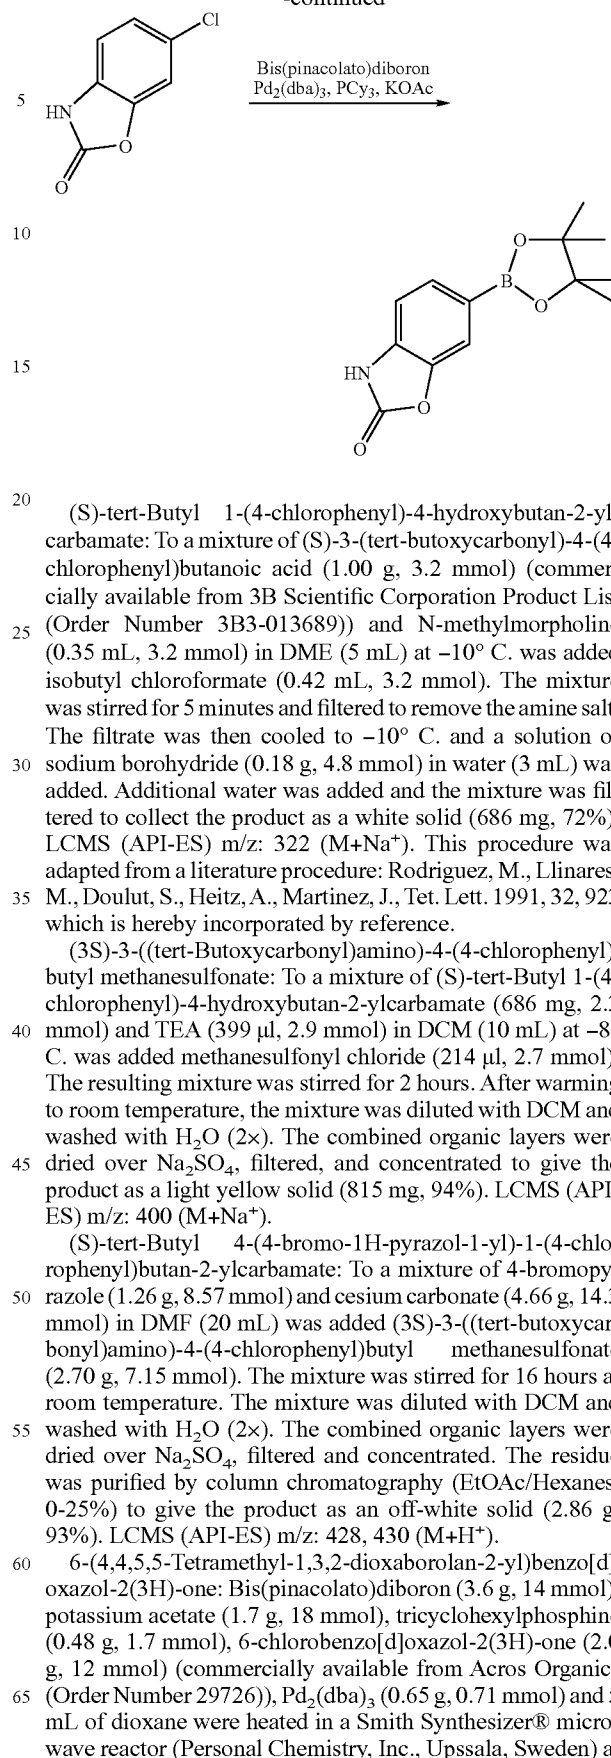 -continued
Cl
Bis(pinacolato)diboron
5
HN
Pd2(dba)3, PCy3, KOAc
O
O
10
O
B
O
15
HN
O
O
20
(S)-tert-Butyl 1-(4-chlorophenyl)-4-hydroxybutan-2-yl
carbamate: To a mixture of (S)-3-(tert-butoxycarbonyl)-4-(4
chlorophenyl)butanoic acid (1.00 g, 3.2 mmol) (commer
cially available from 3B Scientific Corporation Product Lis
25 (Order Number 3B3-013689)) and N-methylmorpholin
(0.35 mL, 3.2 mmol) in DME (5 mL) at −10° C. was added
isobutyl chloroformate (0.42 mL, 3.2 mmol). The mixture
was stirred for 5 minutes and filtered to remove the amine salt
The filtrate was then cooled to −10° C. and a solution o
30 sodium borohydride (0.18 g, 4.8 mmol) in water (3 mL) wa
added. Additional water was added and the mixture was fil
tered to collect the product as a white solid (686 mg, 72%)
LCMS (API-ES) m/z: 322 (M+Na⁺). This procedure wa
adapted from a literature procedure: Rodriguez, M., Llinares
35 M., Doulut, S., Heitz, A., Martinez, J., Tet. Lett. 1991, 32, 923
which is hereby incorporated by reference.
(3S)-3-((tert-Butoxycarbonyl)amino)-4-(4-chlorophenyl)
butyl methanesulfonate: To a mixture of (S)-tert-Butyl 1-(4
chlorophenyl)-4-hydroxybutan-2-ylcarbamate (686 mg, 2.
40 mmol) and TEA (399 μl, 2.9 mmol) in DCM (10 mL) at −8
C. was added methanesulfonyl chloride (214 μl, 2.7 mmol)
The resulting mixture was stirred for 2 hours. After warming
to room temperature, the mixture was diluted with DCM and
washed with H2O (2×). The combined organic layers were
45 dried over Na2SO4, filtered, and concentrated to give the
product as a light yellow solid (815 mg, 94%). LCMS (API
ES) m/z: 400 (M+Na⁺).
(S)-tert-Butyl 4-(4-bromo-1H-pyrazol-1-yl)-1-(4-chlo
rophenyl)butan-2-ylcarbamate: To a mixture of 4-bromopy
50 razole (1.26 g, 8.57 mmol) and cesium carbonate (4.66 g, 14.
mmol) in DMF (20 mL) was added (3S)-3-((tert-butoxycar
bonyl)amino)-4-(4-chlorophenyl)butyl methanesulfonat
(2.70 g, 7.15 mmol). The mixture was stirred for 16 hours a
room temperature. The mixture was diluted with DCM and
55 washed with H2O (2×). The combined organic layers were
dried over Na2SO4, filtered and concentrated. The residu
was purified by column chromatography (EtOAc/Hexanes
0-25%) to give the product as an off-white solid (2.86 g
93%). LCMS (API-ES) m/z: 428, 430 (M+H⁺).
60 6-(4,4,5,5-Tetramethyl-1,3,2-dioxaborolan-2-yl)benzo[d]
oxazol-2(3H)-one: Bis(pinacolato)diboron (3.6 g, 14 mmol)
potassium acetate (1.7 g, 18 mmol), tricyclohexylphosphin
(0.48 g, 1.7 mmol), 6-chlorobenzo[d]oxazol-2(3H)-one (2.
g, 12 mmol) (commercially available from Acros Organic
65 (Order Number 29726)), Pd2(dba)3 (0.65 g, 0.71 mmol) and
mL of dioxane were heated in a Smith Synthesizer® micro
wave reactor (Personal Chemistry, Inc., Upssala, Sweden) a